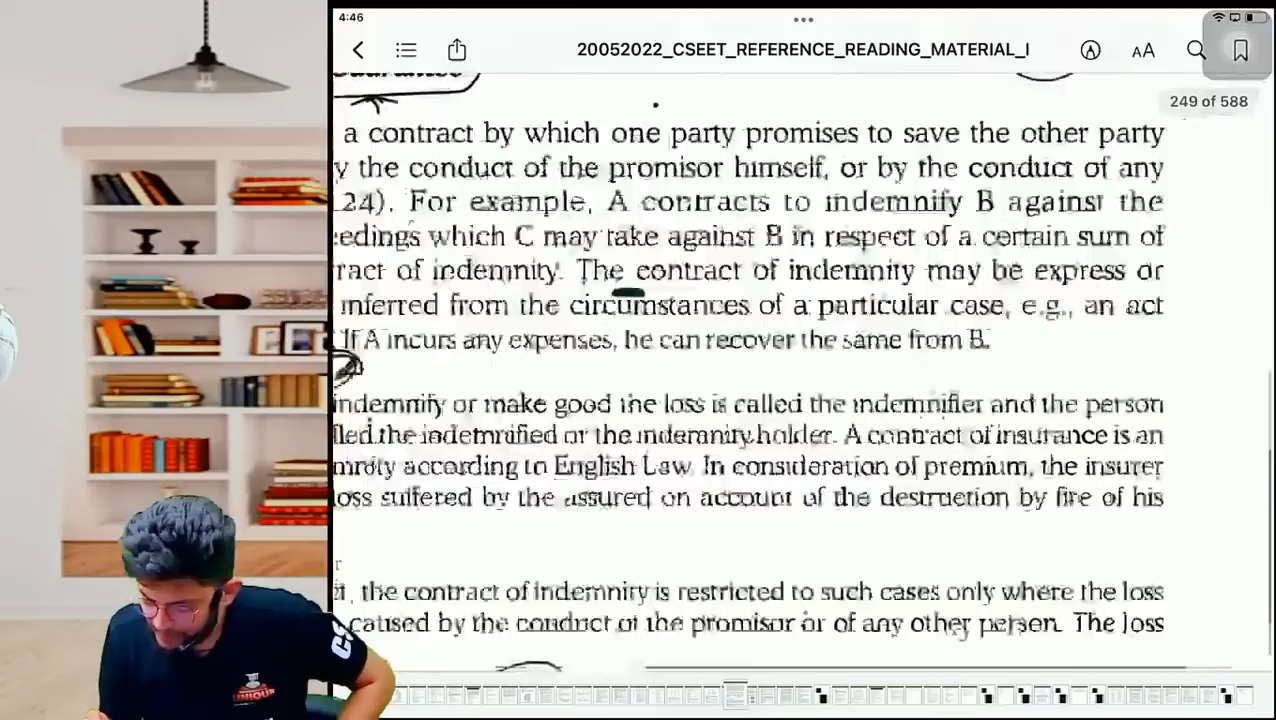 4:46
20052022_CSEET_REFERENCE_READING_MATERIAL_I
AA
249 of 588
a contract by which one party promises to save the other party
the conduct of the promisor himself, or by the conduct of any
24). For example, A contracts to indemnify B against the
eedings which C may take against B in respect of a certain sum of
ract of indemnity. The contract of indemnity may be express or
inferred from the circumstances of a particular case, e.g., an act
If A incurs any expenses, he can recover the same from B.
indemnify or make good the loss is called the indemnifier and the person
lled the indemnified or the indemnity holder. A contract of insurance is an
mnity according to English Law. In consideration of premium, the insurer
loss suffered by the assured on account of the destruction by fire of his
the contract of indemnity is restricted to such cases only where the loss
caused by the conduct of the promisor or of any other person. The loss
CS
UNIQUE